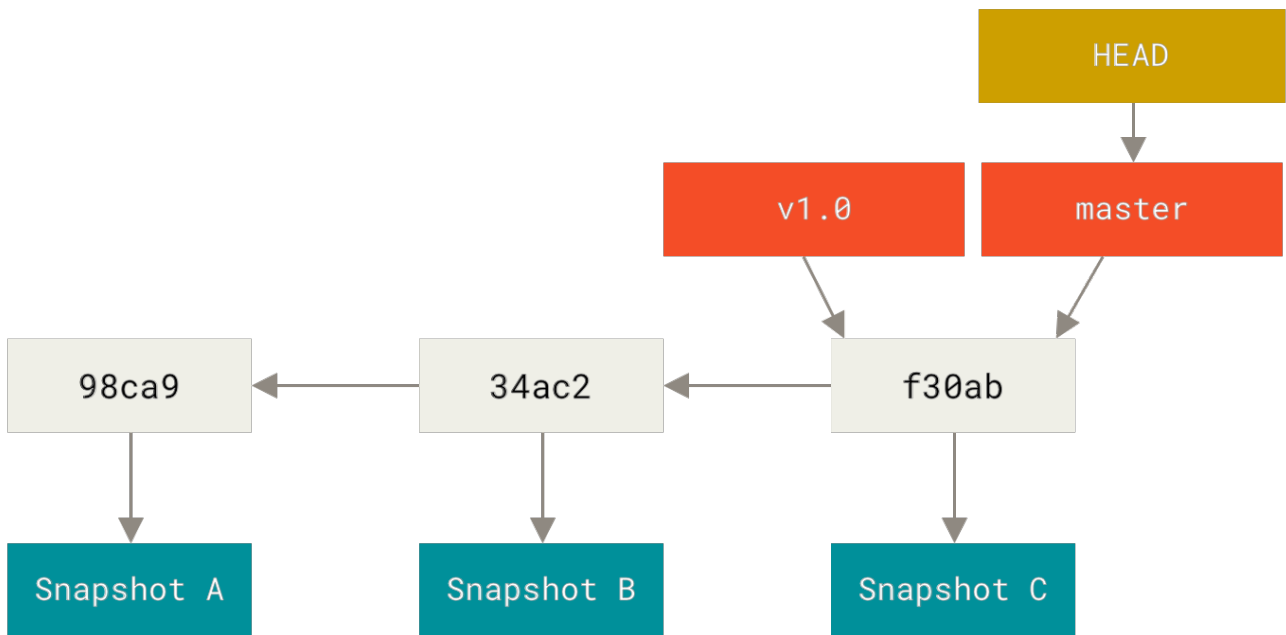 HEAD
v1.0
master
98ca9
34ac2
f30ab
Snapshot A
Snapshot B
Snapshot C